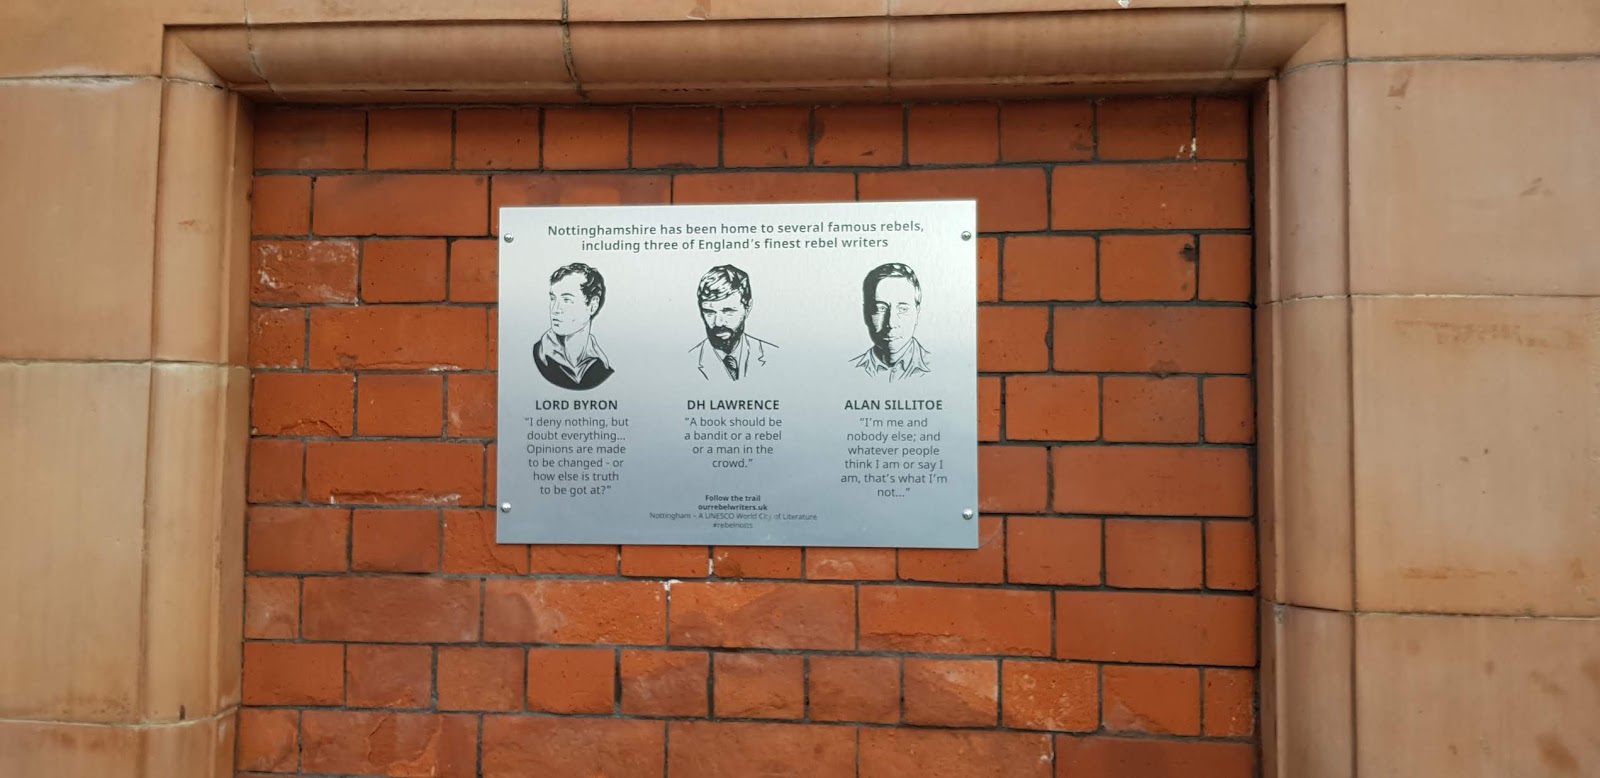 Nottinghamshire has been home to several famous rebels,
including three of England's finest rebel writers
LORD BYRON
"I deny nothing, but
doubt everything...
Opinions are made
to be changed - or
how else is truth
to be got at?"
DH LAWRENCE
"A book should be
a bandit or a rebel
or a man in the
crowd."
ALAN SILLITOE
"I'm me and
nobody else; and
whatever people
think I am or say I
am, that's what I'm
not..."
Follow the trail
ourrebelwriters.uk
Nottingham – A UNESCO World City of Literature
#rebelnotts